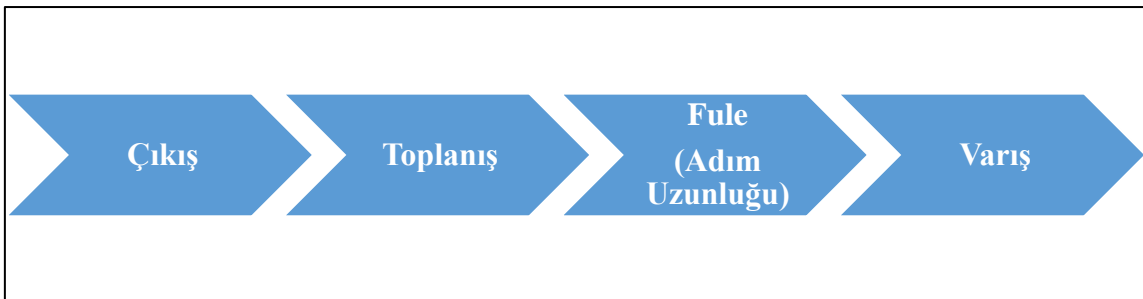 Çıkış
Toplanış
Fule
(Adım
Uzunluğu)
Varış